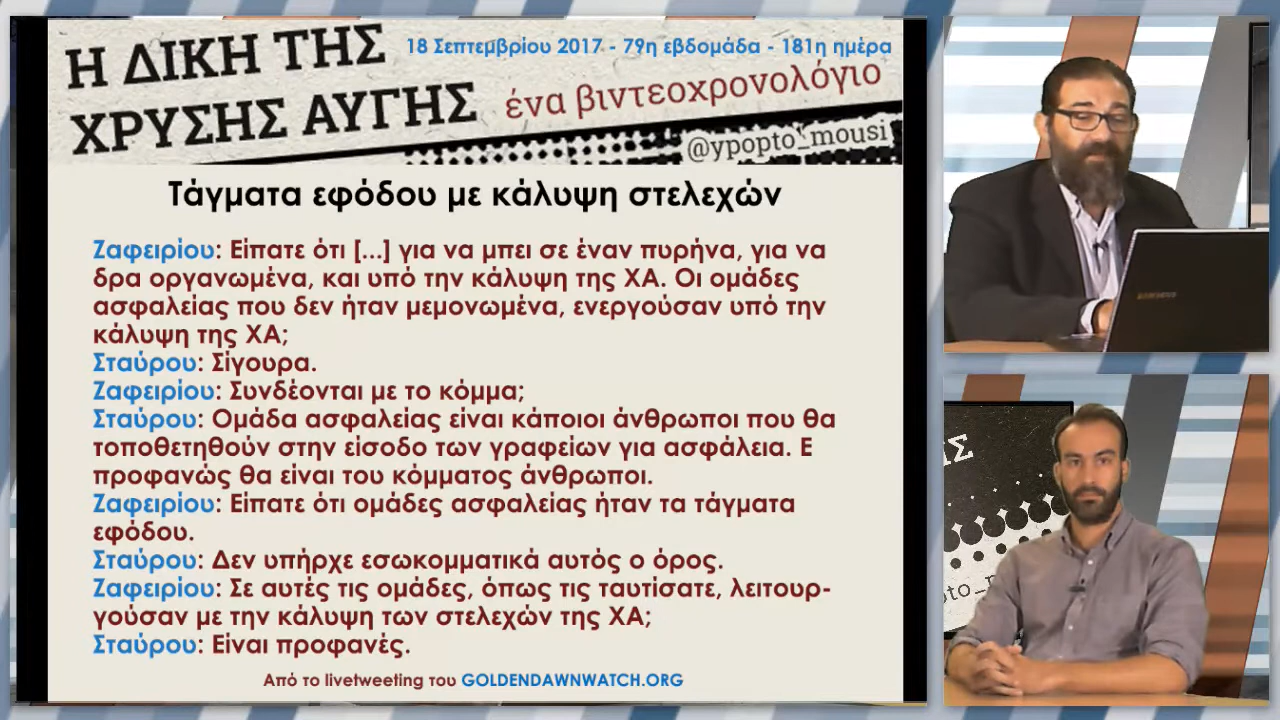 Η ΔΙΚΗ ΤΗΣ
ΧΡΥΣΗΣ ΑΥΓΗΣ
18 Σεπτεμβρίου 2017 - 79η εβδομάδα - 181η ημέρα
ένα βιντεοχρονολόγιο
@ypopto_mousi
Τάγματα εφόδου με κάλυψη στελεχών
Ζαφειρίου: Είπατε ότι [...] για να μπει σε έναν πυρήνα, για να
δρα οργανωμένα, και υπό την κάλυψη της ΧΑ. Οι ομάδες
ασφαλείας που δεν ήταν μεμονωμένα, ενεργούσαν υπό την
κάλυψη της ΧΑ;
Σταύρου: Σίγουρα.
Ζαφειρίου: Συνδέονται με το κόμμα;
Σταύρου: Ομάδα ασφαλείας είναι κάποιοι άνθρωποι που θα
τοποθετηθούν στην είσοδο των γραφείων για ασφάλεια. Ε
προφανώς θα είναι του κόμματος άνθρωποι.
Ζαφειρίου: Είπατε ότι ομάδες ασφαλείας ήταν τα τάγματα
εφόδου.
Σταύρου: Δεν υπήρχε εσωκομματικά αυτός ο όρος.
Ζαφειρίου: Σε αυτές τις ομάδες, όπως τις ταυτίσατε, λειτουρ-
γούσαν με την κάλυψη των στελεχών της ΧΑ;
Σταύρου: Είναι προφανές.
Από το livetweeting του GOLDENDAWNWATCH.ORG
SAMSUNG